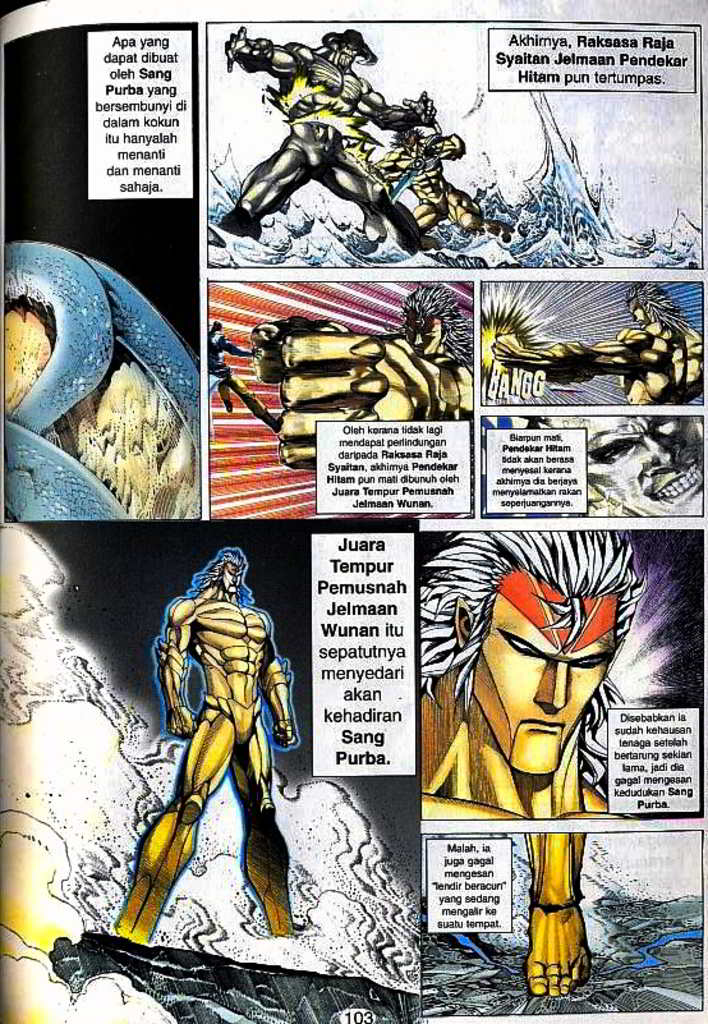 Apa yang
dapat dibuat
oleh Sang
Purba yang
bersembunyi di
dalam kokun
itu hanyalah
menanti
dan menanti
sahaja.
Akhirnya, Raksasa Raja
Syaitan Jelmaan Pendekar
Hitam pun tertumpas.
Oleh kerana tidak lagi
mendapat perlindungan
daripada Raksasa Raja
Syaitan, akhirnya Pendekar
Hitam pun mati dibunuh oleh
Juara Tempur Pemusnah
Jelmaan Wunan.
BANGG
Biarpun mati,
Pendekar Hitam
tidak akan berasa
menyesal kerana
akhirnya dia berjaya
menyelamatkan rakan
seperjuangannya.
Juara
Tempur
Pemusnah
Jelmaan
Wunan itu
sepatutnya
menyedari
akan
kehadiran
Sang
Purba.
Disebabkan ia
sudah kehausan
tenaga setelah
bertarung sekian
lama, jadi dia
gagal mengesan
kedudukan Sang
Purba.
Malah, ia
juga gagal
mengesan
"lendir beracun"
yang sedang
mengalir ke
suatu tempat.
103